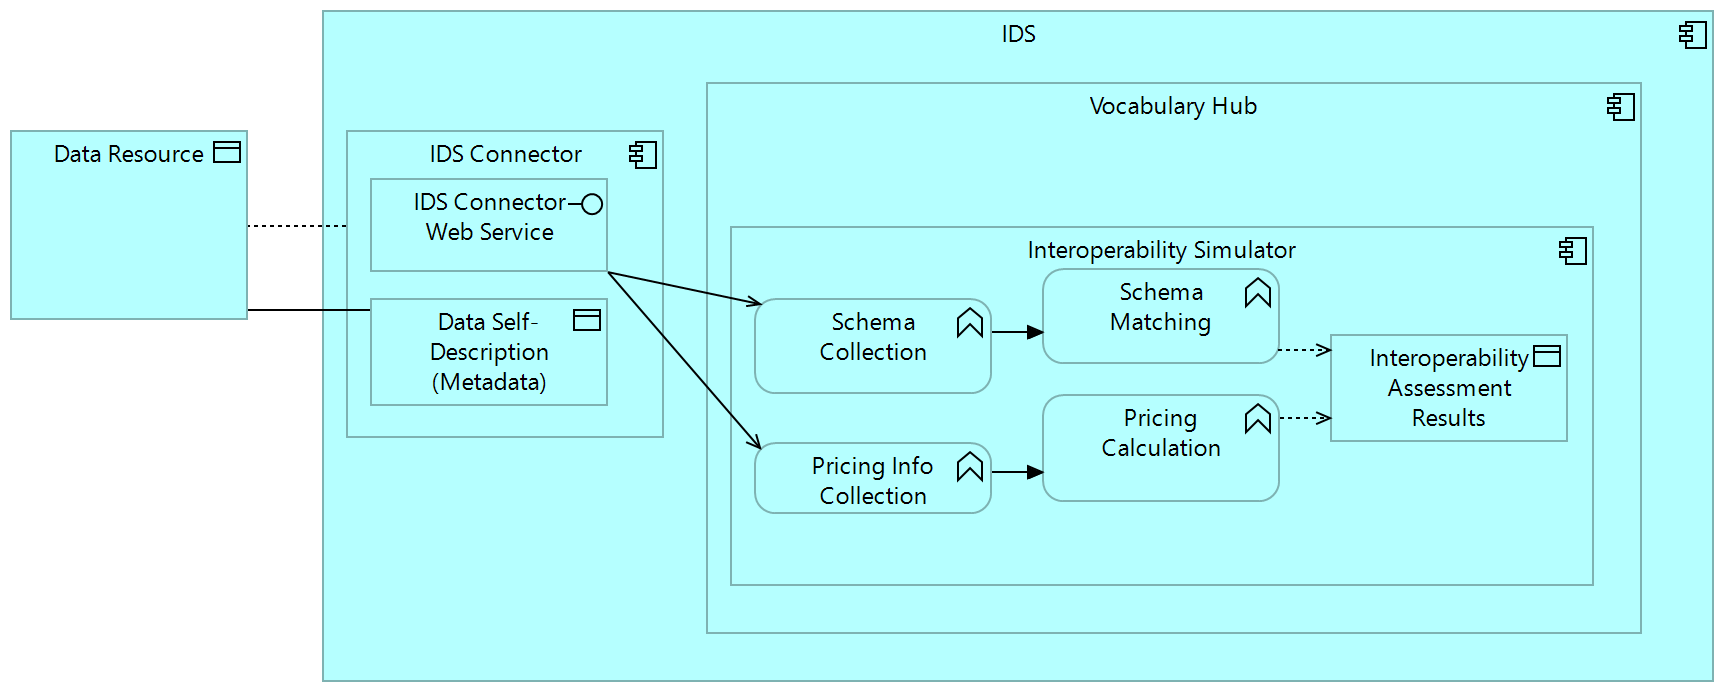 IDS
Vocabulary Hub
Data Resource
IDS Connector
IDS Connector
Web Service
Data Self-
Description
(Metadata)
Interoperability Simulator
Schema
Collection
Schema
Matching
Pricing Info
Collection
Pricing
Calculation
Interoperability
Assessment
Results